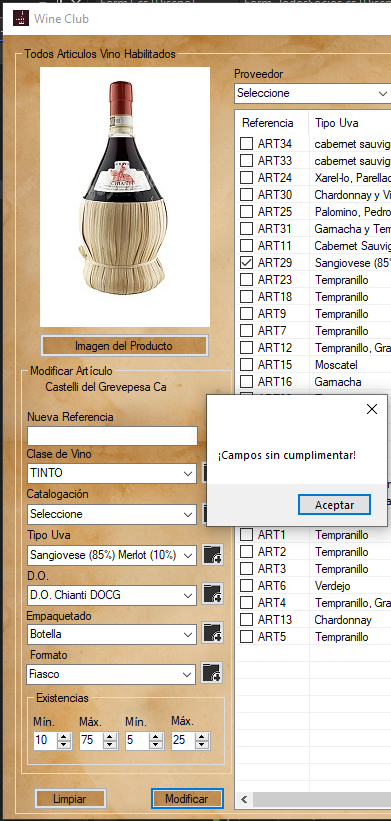 Wine Club
Todos Articulos Vino Habilitados
CHIANTI
Imagen del Producto
Modificar Artículo
Castelli del Grevepesa Ca
Nueva Referencia
Clase de Vino
TINTO
Catalogación
Seleccione
Tipo Uva
Sangiovese (85%) Merlot (10%)
D.O.
D.O. Chianti DOCG
Empaquetado
Botella
Formato
Fiasco
Existencias
Mín. Máx. Mín. Máx.
10 75 5 25
Limpiar Modificar
Proveedor
Seleccione
Referencia Tipo Uva
ART34 cabernet sauvig
ART33 cabernet sauvig
ART24 Xarel-lo, Parellad
ART30 Chardonnay y Vi
ART25 Palomino, Pedro
ART31 Garnacha y Tem
ART11 Cabernet Sauvig
ART29 Sangiovese (85%
ART23 Tempranillo
ART18 Tempranillo
ART9 Tempranillo
ART7 Tempranillo
ART12 Tempranillo, Gra
ART15 Moscatel
ART16 Garnacha
¡Campos sin cumplimentar!
Aceptar
ART1 Tempranillo
ART2 Tempranillo
ART3 Tempranillo
ART6 Verdejo
ART4 Tempranillo, Gra
ART13 Chardonnay
ART5 Tempranillo